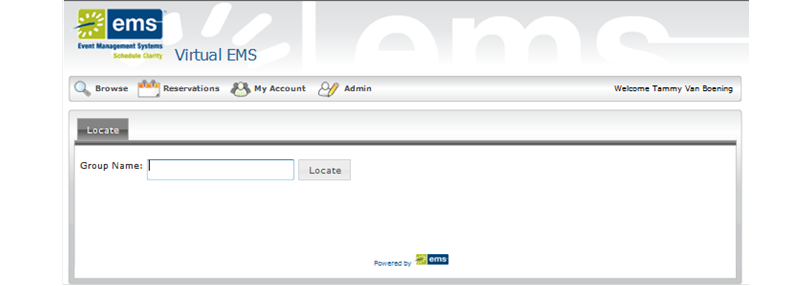 ems
Event Management Systems
Schedule Clarity
Virtual EMS
ems
Browse Reservations My Account Admin Welcome Tammy Van Boening
Locate
Group Name: Locate
Powered by ems